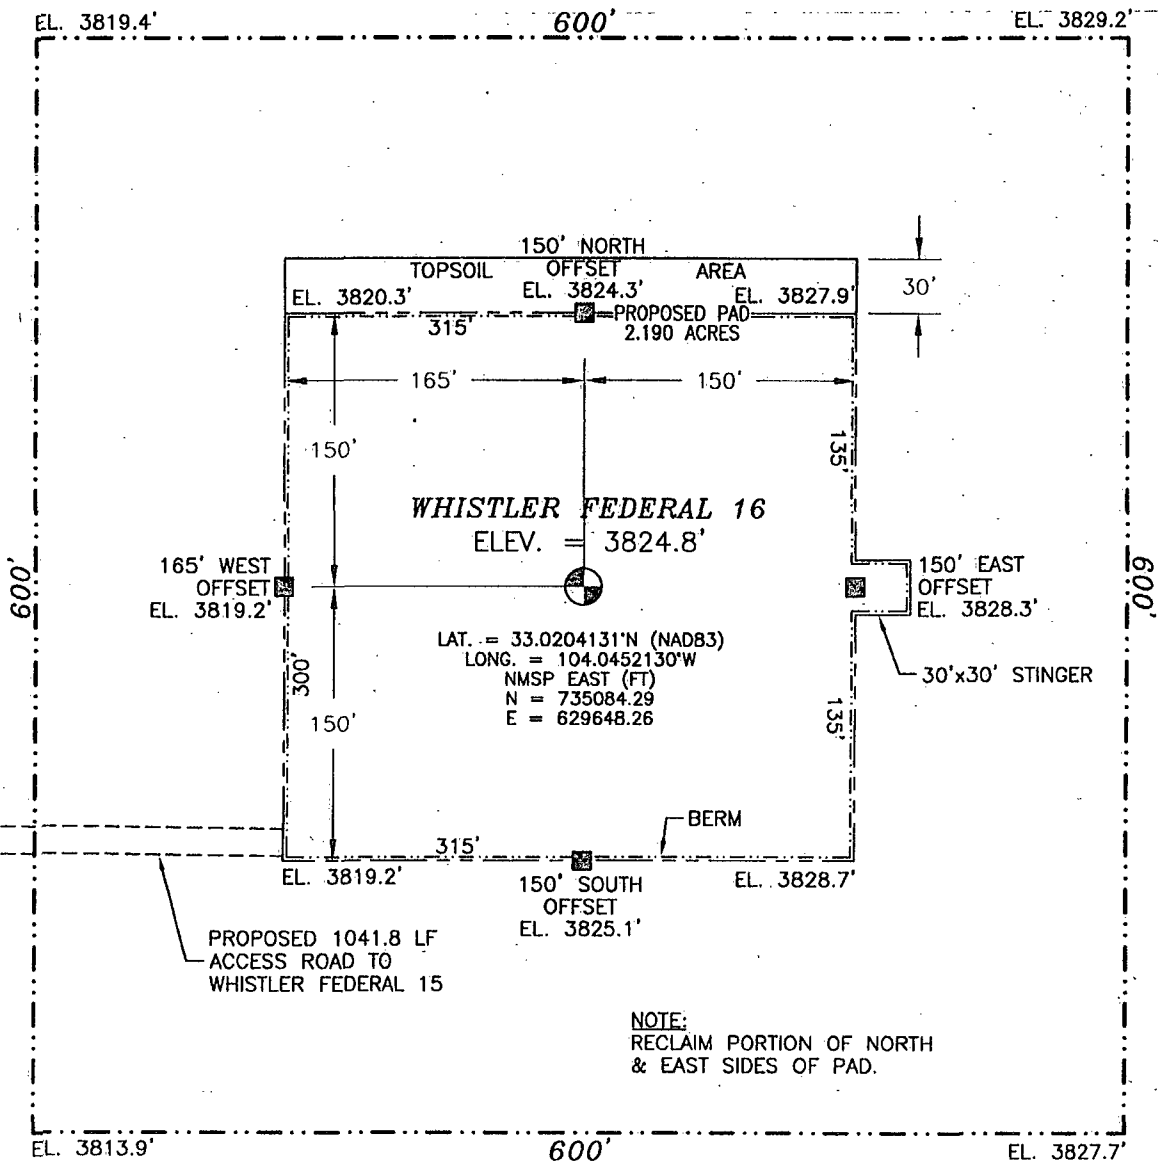 EL. 3819.4'
600'
EL. 3829.2'
150' NORTH
OFFSET
EL. 3824.3'
TOPSOIL
AREA
30'
EL. 3820.3'
EL. 3827.9'
315'
PROPOSED PAD
2.190 ACRES
165'
150'
150'
135'
WHISTLER FEDERAL 16
ELEV. = 3824.8'
600'
165' WEST
OFFSET
EL. 3819.2'
150' EAST
OFFSET
EL. 3828.3'
600'
LAT. = 33.0204131°N (NAD83)
LONG. = 104.0452130°W
NMSP EAST (FT)
N = 735084.29
E = 629648.26
30'x30' STINGER
300'
150'
135'
BERM
315'
EL. 3819.2'
150' SOUTH
OFFSET
EL. 3825.1'
EL. 3828.7'
PROPOSED 1041.8 LF
ACCESS ROAD TO
WHISTLER FEDERAL 15
NOTE:
RECLAIM PORTION OF NORTH
& EAST SIDES OF PAD.
EL. 3813.9'
600'
EL. 3827.7'